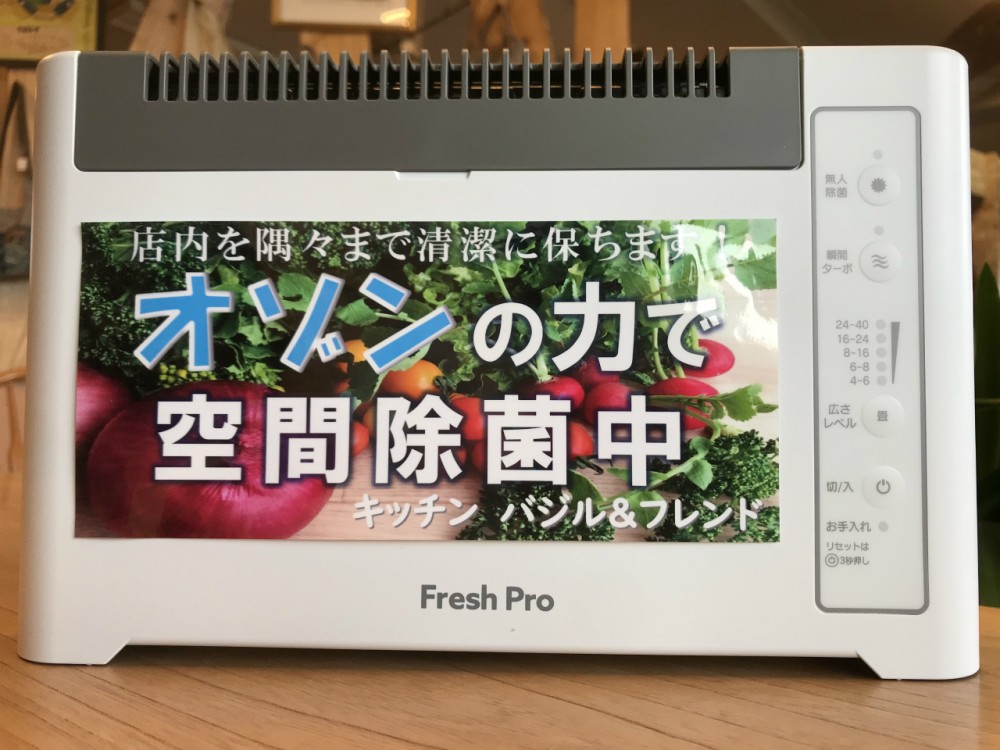 店内を隅々まで清潔に保ちます!
オゾンの力で
空間除菌中
キッチン バジル&フレンド
Fresh Pro
無人
除菌
瞬間
ターボ
24-40
16-24
8-16
6-8
4-6
広さ
レベル
畳
切/入
お手入れ
リセットは
3秒押し